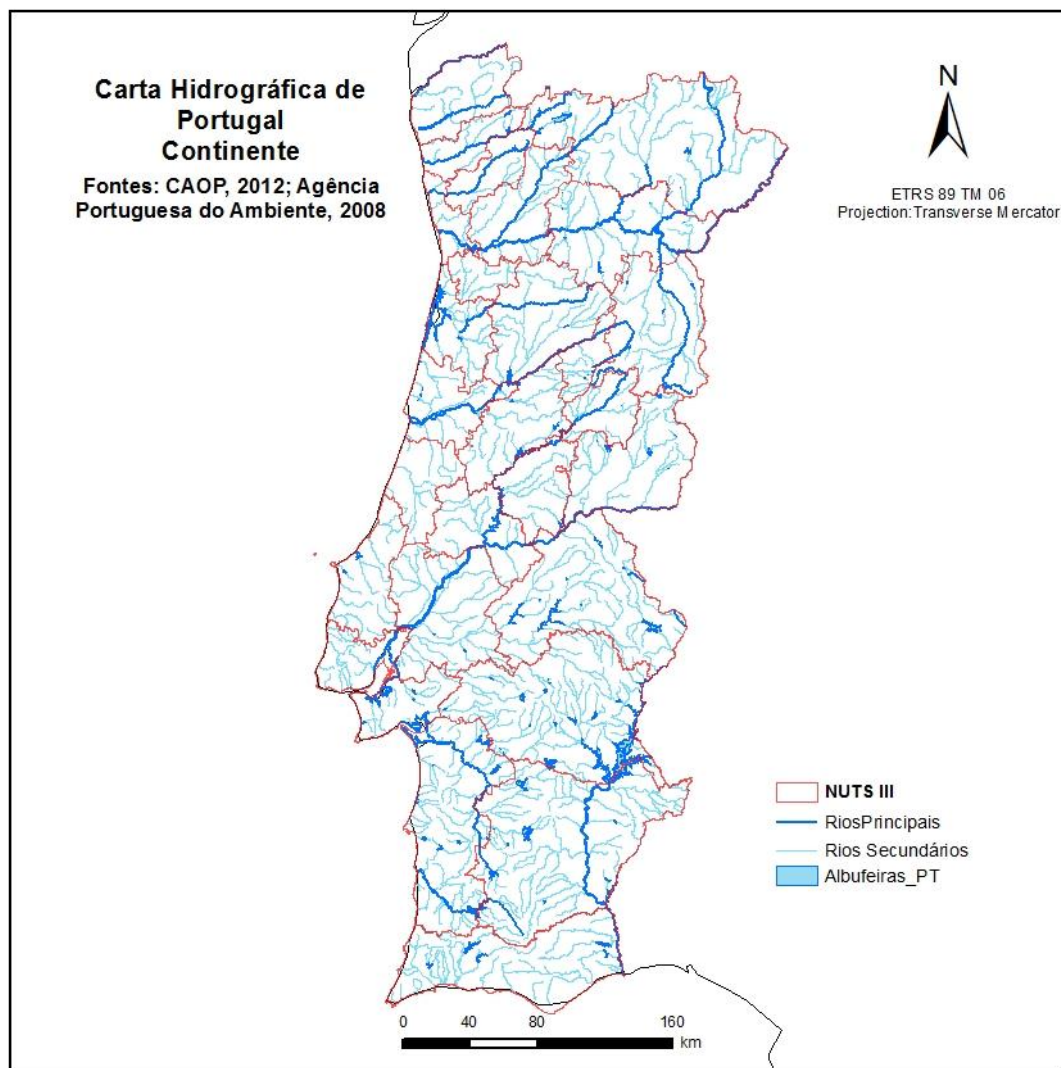 Carta Hidrográfica de
Portugal
Continente
Fontes: CAOP, 2012; Agência
Portuguesa do Ambiente, 2008
N
ETRS 89 TM 06
Projection: Transverse Mercator
NUTS III
RiosPrincipais
Rios Secundários
Albufeiras_PT
0 40 80 160
km